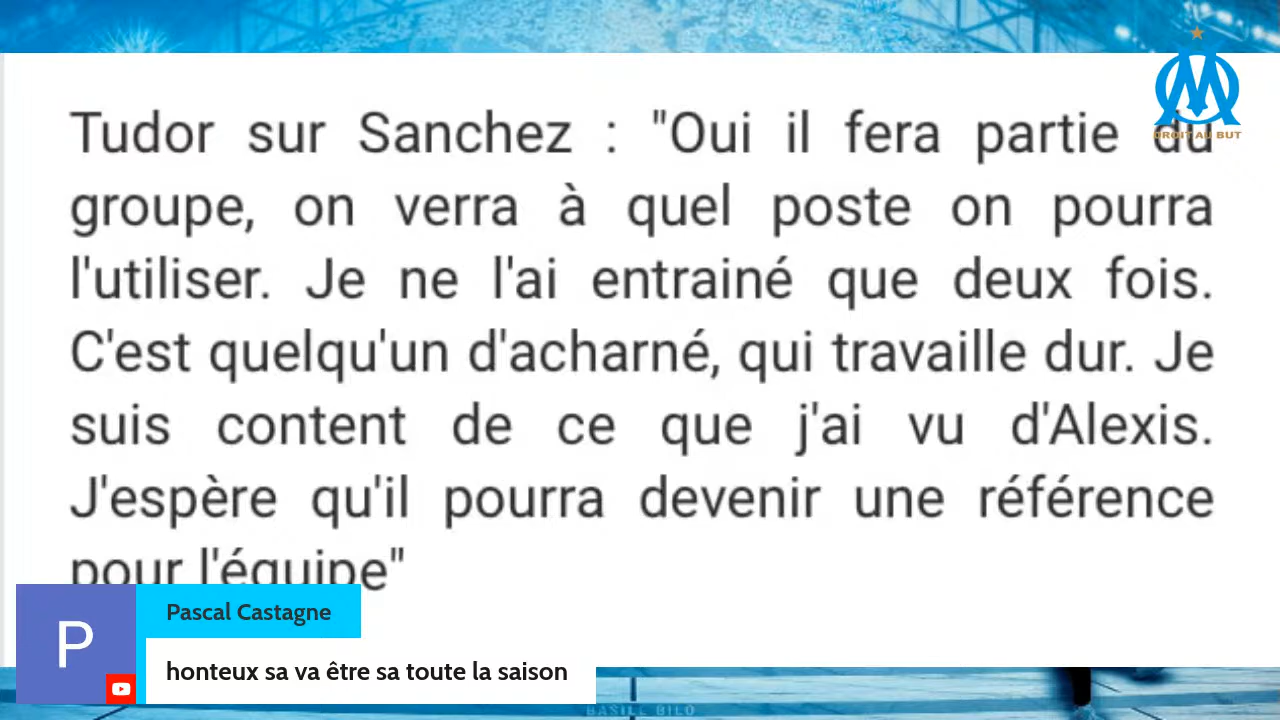 Tudor sur Sanchez : "Oui il fera partie du
groupe, on verra à quel poste on pourra
l'utiliser. Je ne l'ai entrainé que deux fois.
C'est quelqu'un d'acharné, qui travaille dur. Je
suis content de ce que j'ai vu d'Alexis.
J'espère qu'il pourra devenir une référence
pour l'équipe"
DROIT AU BUT
P
Pascal Castagne
honteux sa va être sa toute la saison
BASILE BILO